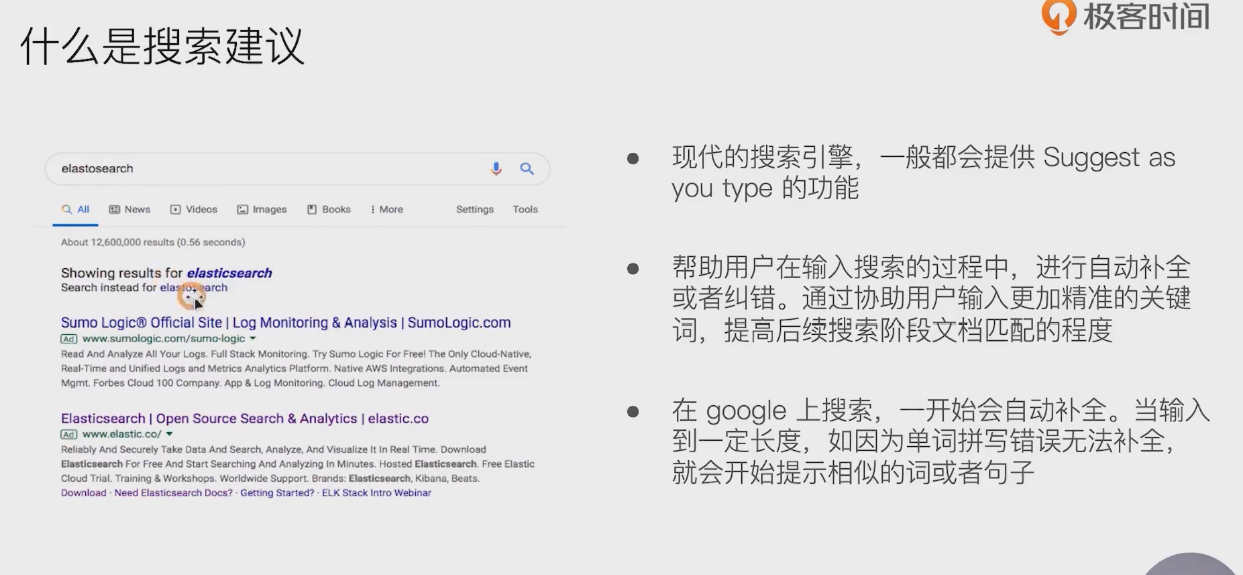 什么是搜索建议
极客时间
elastosearch
All News Videos Images Books More Settings Tools
About 12,600,000 results (0.56 seconds)
Showing results for elasticsearch
Search instead for elastosearch
Sumo Logic® Official Site | Log Monitoring & Analysis | SumoLogic.com
Ad www.sumologic.com/sumo-logic
Read And Analyze All Your Logs. Full Stack Monitoring. Try Sumo Logic For Free! The Only Cloud-Native,
Real-Time and Unified Logs and Metrics Analytics Platform. Native AWS Integrations. Automated Event
Mgmt. Forbes Cloud 100 Company. App & Log Monitoring. Cloud Log Management.
Elasticsearch | Open Source Search & Analytics | elastic.co
Ad www.elastic.co/
Reliably And Securely Take Data And Search, Analyze, And Visualize It In Real Time. Download
Elasticsearch For Free And Start Searching And Analyzing In Minutes. Hosted Elasticsearch. Free Elastic
Cloud Trial. Training & Workshops. Worldwide Support. Brands: Elasticsearch, Kibana, Beats.
Download · Need Elasticsearch Docs? · Getting Started? · ELK Stack Intro Webinar
● 现代的搜索引擎，一般都会提供 Suggest as
you type 的功能
● 帮助用户在输入搜索的过程中，进行自动补全
或者纠错。通过协助用户输入更加精准的关键
词，提高后续搜索阶段文档匹配的程度
● 在 google 上搜索，一开始会自动补全。当输入
到一定长度，如因为单词拼写错误无法补全，
就会开始提示相似的词或者句子